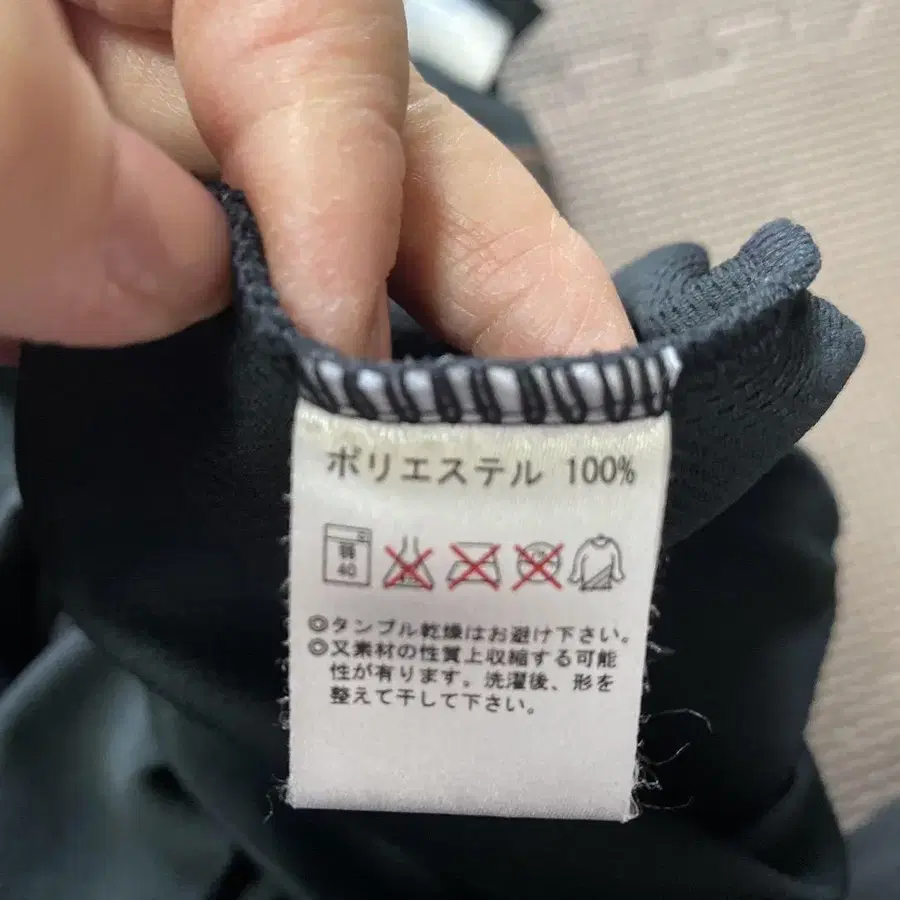 ポリエステル 100%
弱
40
◎タンブル乾燥はお避け下さい。
◎又素材の性質上収縮する可能
性が有ります。洗濯後、形を
整えて干して下さい。